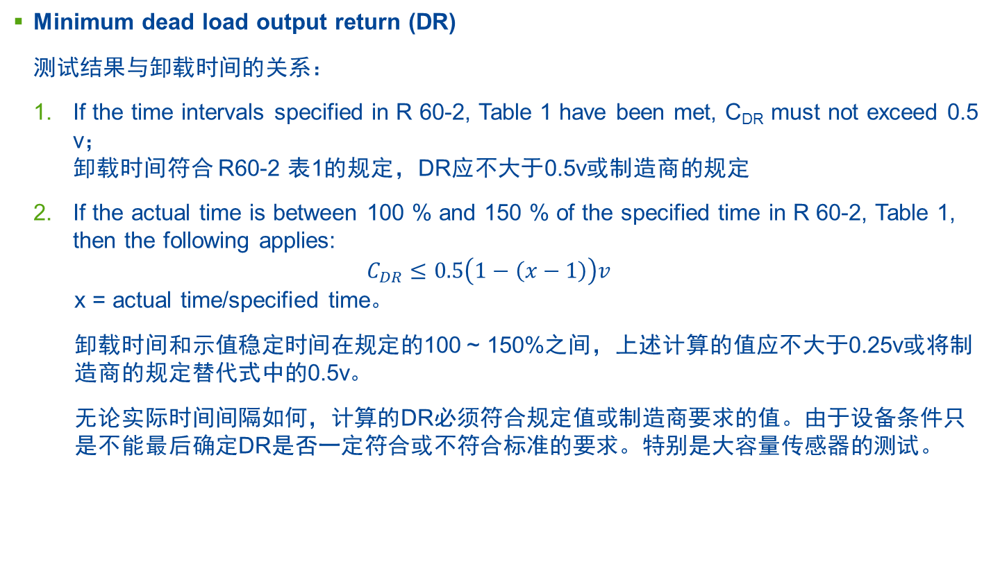 ▪ Minimum dead load output return (DR)
测试结果与卸载时间的关系：
1. If the time intervals specified in R 60-2, Table 1 have been met, C_DR must not exceed 0.5
v；
卸载时间符合 R60-2 表1的规定，DR应不大于0.5v或制造商的规定
2. If the actual time is between 100 % and 150 % of the specified time in R 60-2, Table 1,
then the following applies:
C_DR ≤ 0.5(1 − (x − 1))v
x = actual time/specified time。
卸载时间和示值稳定时间在规定的100 ~ 150%之间，上述计算的值应不大于0.25v或将制
造商的规定替代式中的0.5v。
无论实际时间间隔如何，计算的DR必须符合规定值或制造商要求的值。由于设备条件只
是不能最后确定DR是否一定符合或不符合标准的要求。特别是大容量传感器的测试。